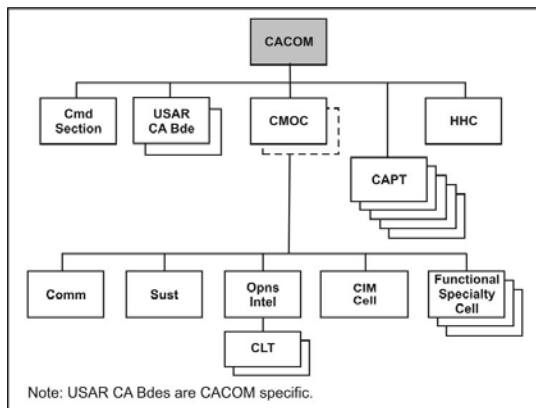 CACOM
Cmd
Section
USAR
CA Bde
CMOC
HHC
CAPT
Comm
Sust
Opns
Intel
CIM
Cell
Functional
Specialty
Cell
CLT
Note: USAR CA Bdes are CACOM specific.